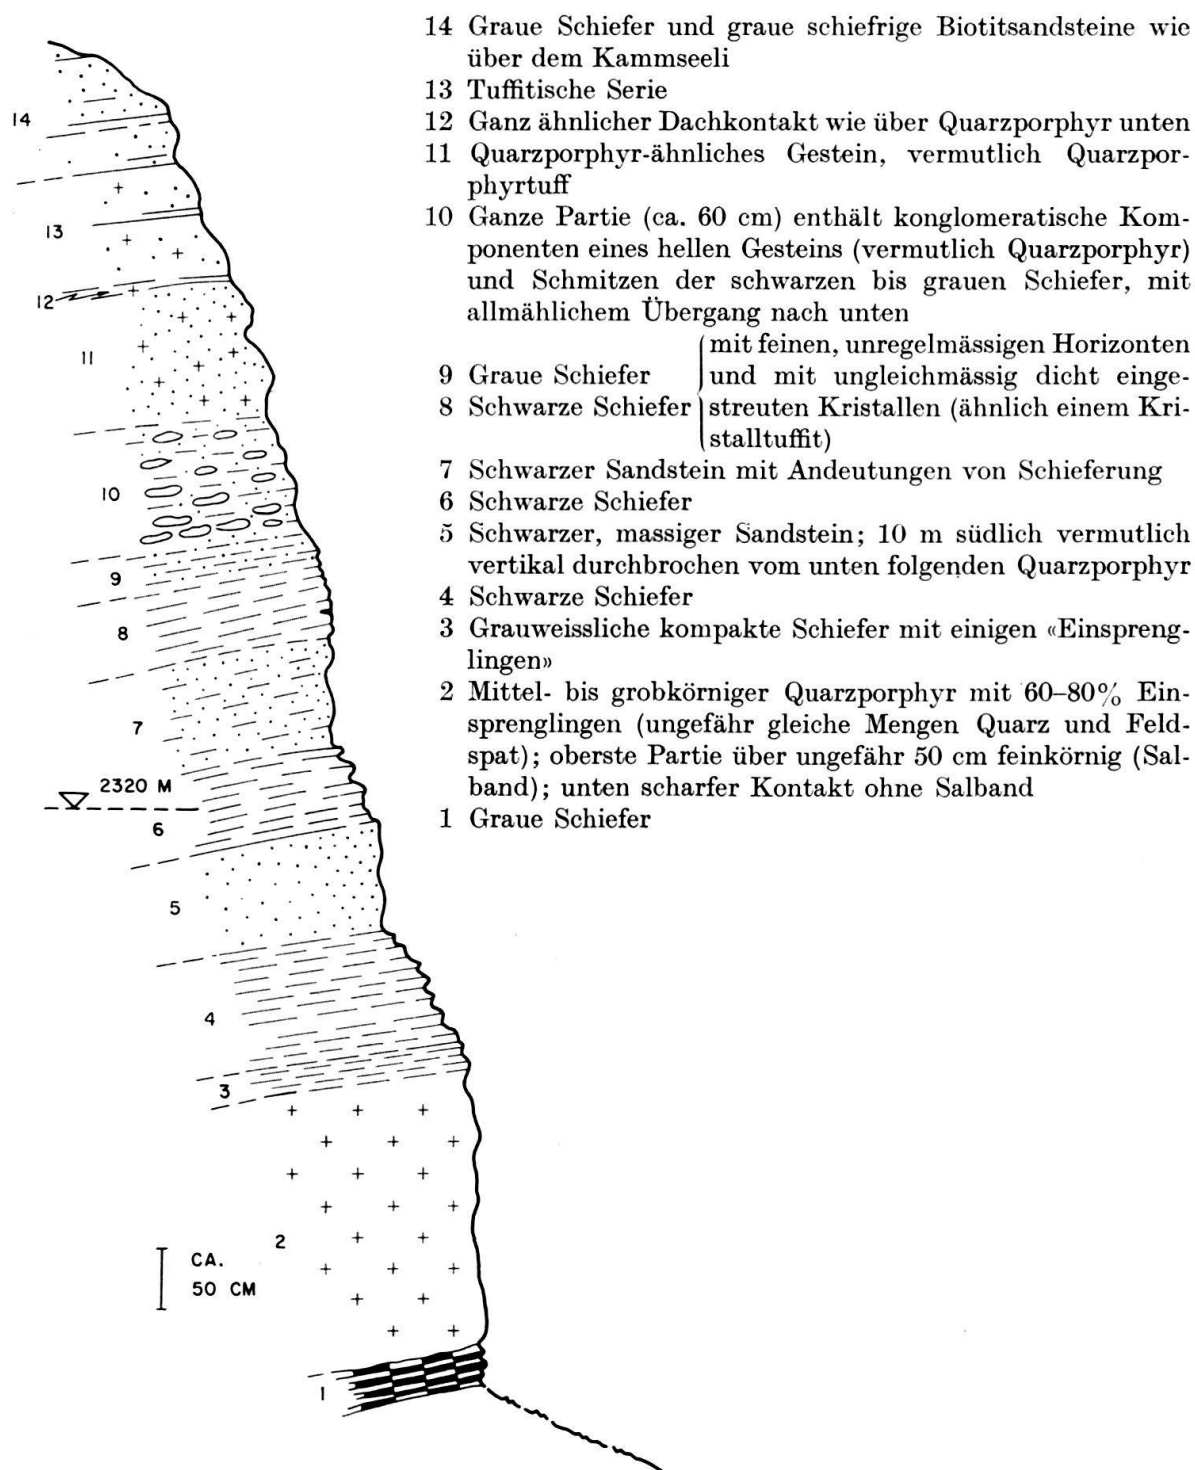 14 Graue Schiefer und graue schiefrige Biotitsandsteine wie
über dem Kammseeli
13 Tuffitische Serie
12 Ganz ähnlicher Dachkontakt wie über Quarzporphyr unten
11 Quarzporphyr-ähnliches Gestein, vermutlich Quarzpor-
phyrtuff
10 Ganze Partie (ca. 60 cm) enthält konglomeratische Kom-
ponenten eines hellen Gesteins (vermutlich Quarzporphyr)
und Schmitzen der schwarzen bis grauen Schiefer, mit
allmählichem Übergang nach unten
mit feinen, unregelmässigen Horizonten
9 Graue Schiefer und mit ungleichmässig dicht einge-
8 Schwarze Schiefer streuten Kristallen (ähnlich einem Kri-
stalltuffit)
7 Schwarzer Sandstein mit Andeutungen von Schieferung
6 Schwarze Schiefer
5 Schwarzer, massiger Sandstein; 10 m südlich vermutlich
vertikal durchbrochen vom unten folgenden Quarzporphyr
4 Schwarze Schiefer
3 Grauweissliche kompakte Schiefer mit einigen «Einspreng-
lingen»
2 Mittel- bis grobkörniger Quarzporphyr mit 60–80% Ein-
sprenglingen (ungefähr gleiche Mengen Quarz und Feld-
spat); oberste Partie über ungefähr 50 cm feinkörnig (Sal-
band); unten scharfer Kontakt ohne Salband
1 Graue Schiefer
14
13
12
11
10
9
8
7
2320 M
6
5
4
3
2
CA.
50 CM
1